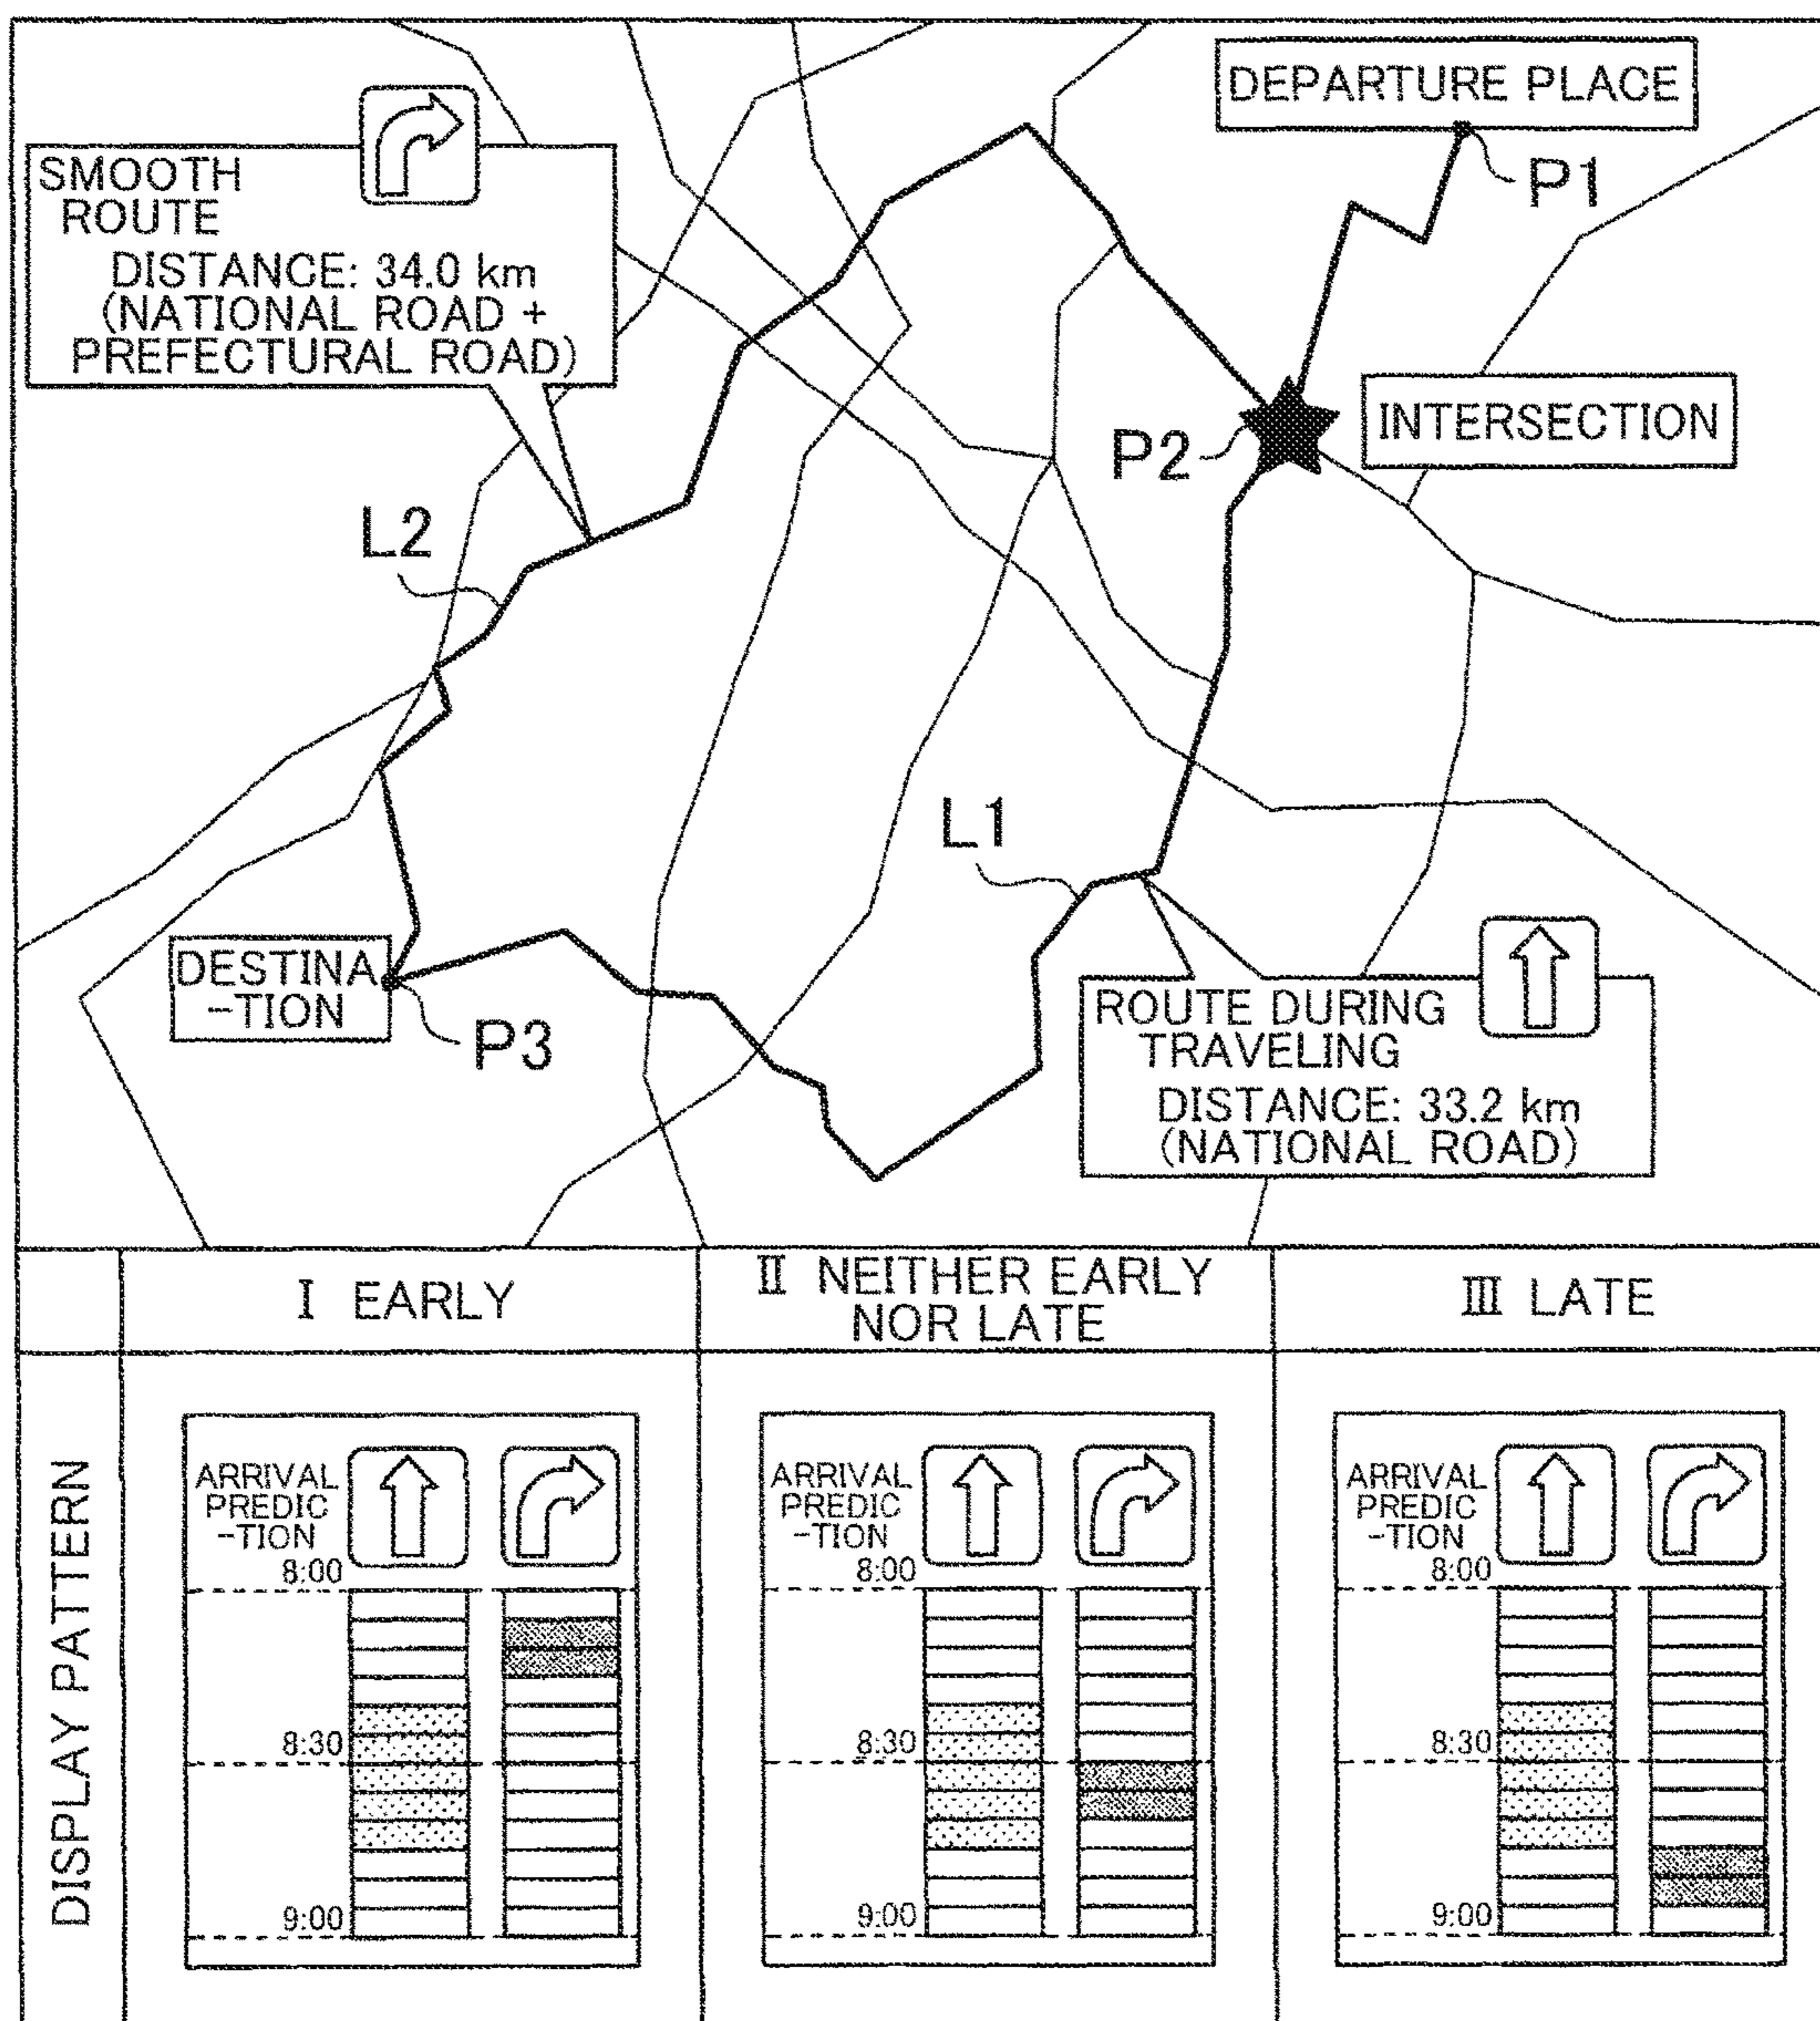 DEPARTURE PLACE
P1
SMOOTH
ROUTE
DISTANCE: 34.0 km
(NATIONAL ROAD +
PREFECTURAL ROAD)
INTERSECTION
P2
L2
L1
DESTINA
-TION
P3
ROUTE DURING
TRAVELING
DISTANCE: 33.2 km
(NATIONAL ROAD)
I EARLY
II NEITHER EARLY
NOR LATE
III LATE
DISPLAY PATTERN
ARRIVAL
PREDIC
-TION
8:00
8:30
9:00
ARRIVAL
PREDIC
-TION
8:00
8:30
9:00
ARRIVAL
PREDIC
-TION
8:00
8:30
9:00